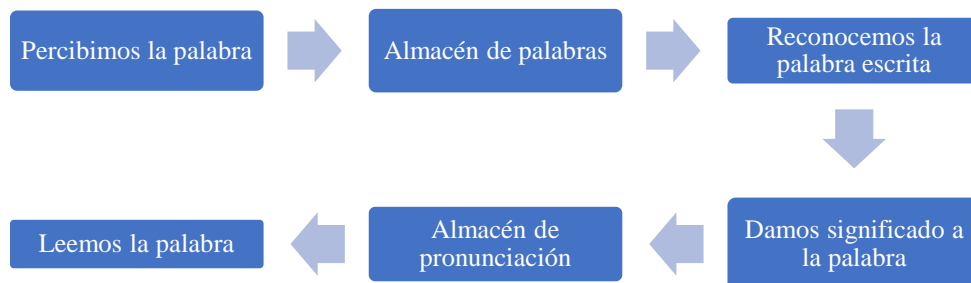 Percibimos la palabra
Almacén de palabras
Reconocemos la
palabra escrita
Damos significado a
la palabra
Almacén de
pronunciación
Leemos la palabra